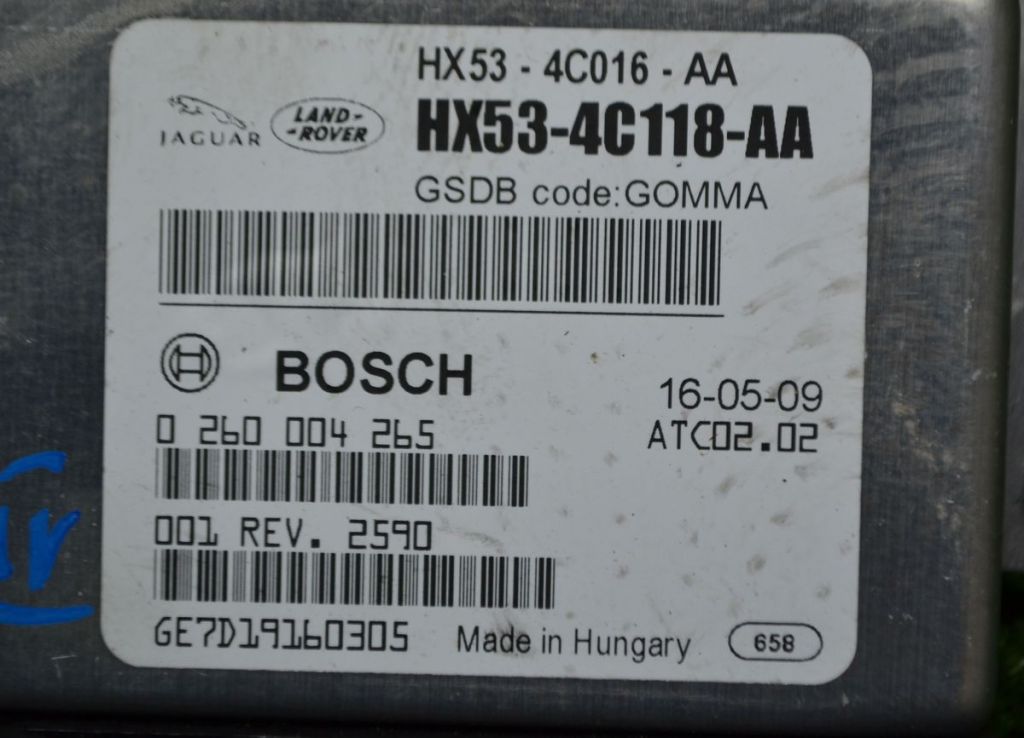 HX53 - 4C016 - AA
JAGUAR
LAND-
-ROVER
HX53-4C118-AA
GSDB code:GOMMA
BOSCH
16-05-09
0 260 004 265
ATC02.02
001 REV. 2590
GE7D19160305
Made in Hungary
658